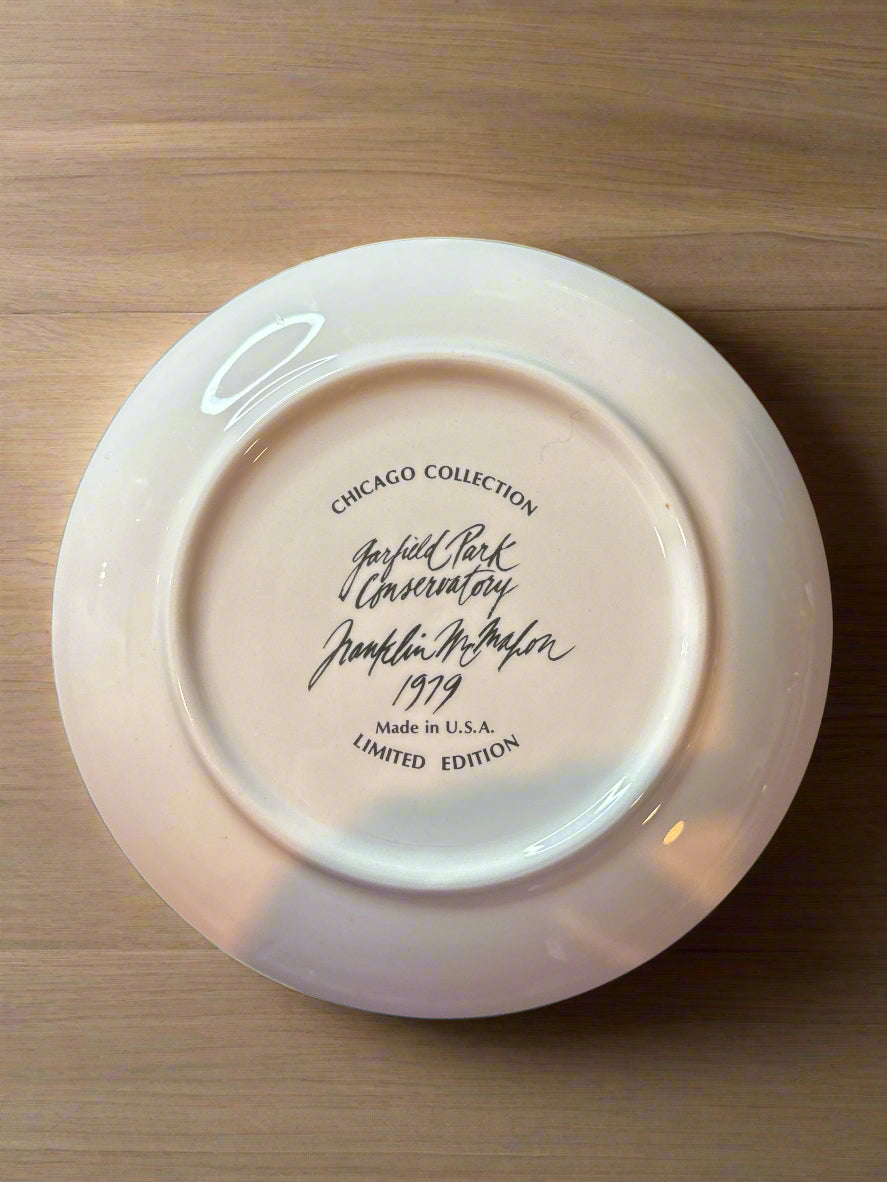 CHICAGO COLLECTION
Garfield Park
Conservatory
Franklin McMahon
1979
Made in U.S.A.
LIMITED EDITION